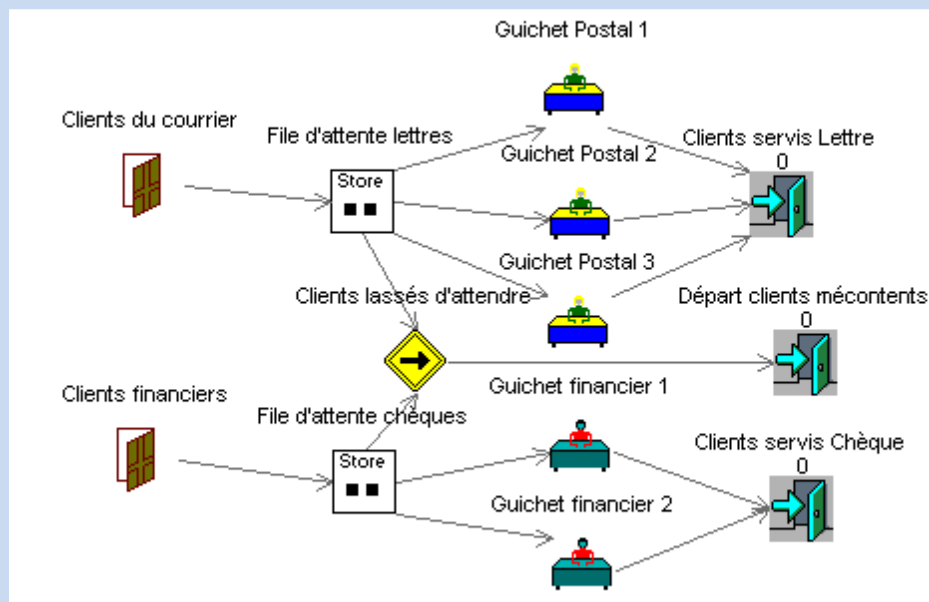 Guichet Postal 1
Clients du courrier
File d'attente lettres
Clients servis Lettre
0
Guichet Postal 2
Store
Guichet Postal 3
Clients lassés d'attendre
Départ clients mécontents
0
Guichet financier 1
Clients financiers
File d'attente chèques
Clients servis Chèque
0
Store
Guichet financier 2